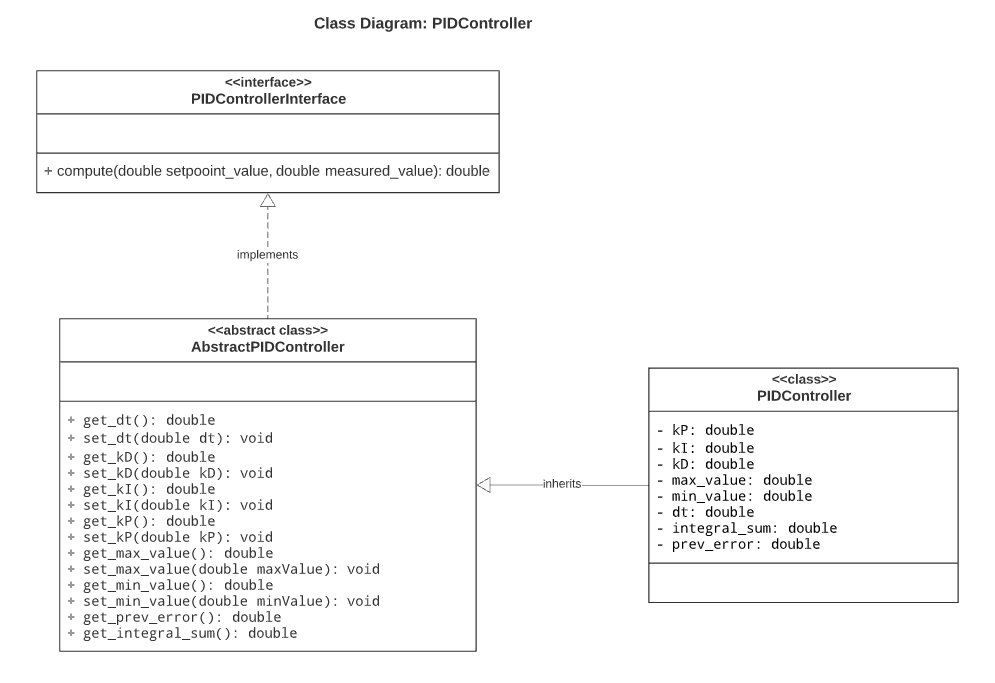 Class Diagram: PIDController
<<interface>>
PIDControllerInterface
+ compute(double setpooint_value, double measured_value): double
implements
<<abstract class>>
AbstractPIDController
+ get_dt(): double
+ set_dt(double dt): void
+ get_kD(): double
+ set_kD(double kD): void
+ get_kI(): double
+ set_kI(double kI): void
+ get_kP(): double
+ set_kP(double kP): void
+ get_max_value(): double
+ set_max_value(double maxValue): void
+ get_min_value(): double
+ set_min_value(double minValue): void
+ get_prev_error(): double
+ get_integral_sum(): double
inherits
<<class>>
PIDController
- kP: double
- kI: double
- kD: double
- max_value: double
- min_value: double
- dt: double
- integral_sum: double
- prev_error: double